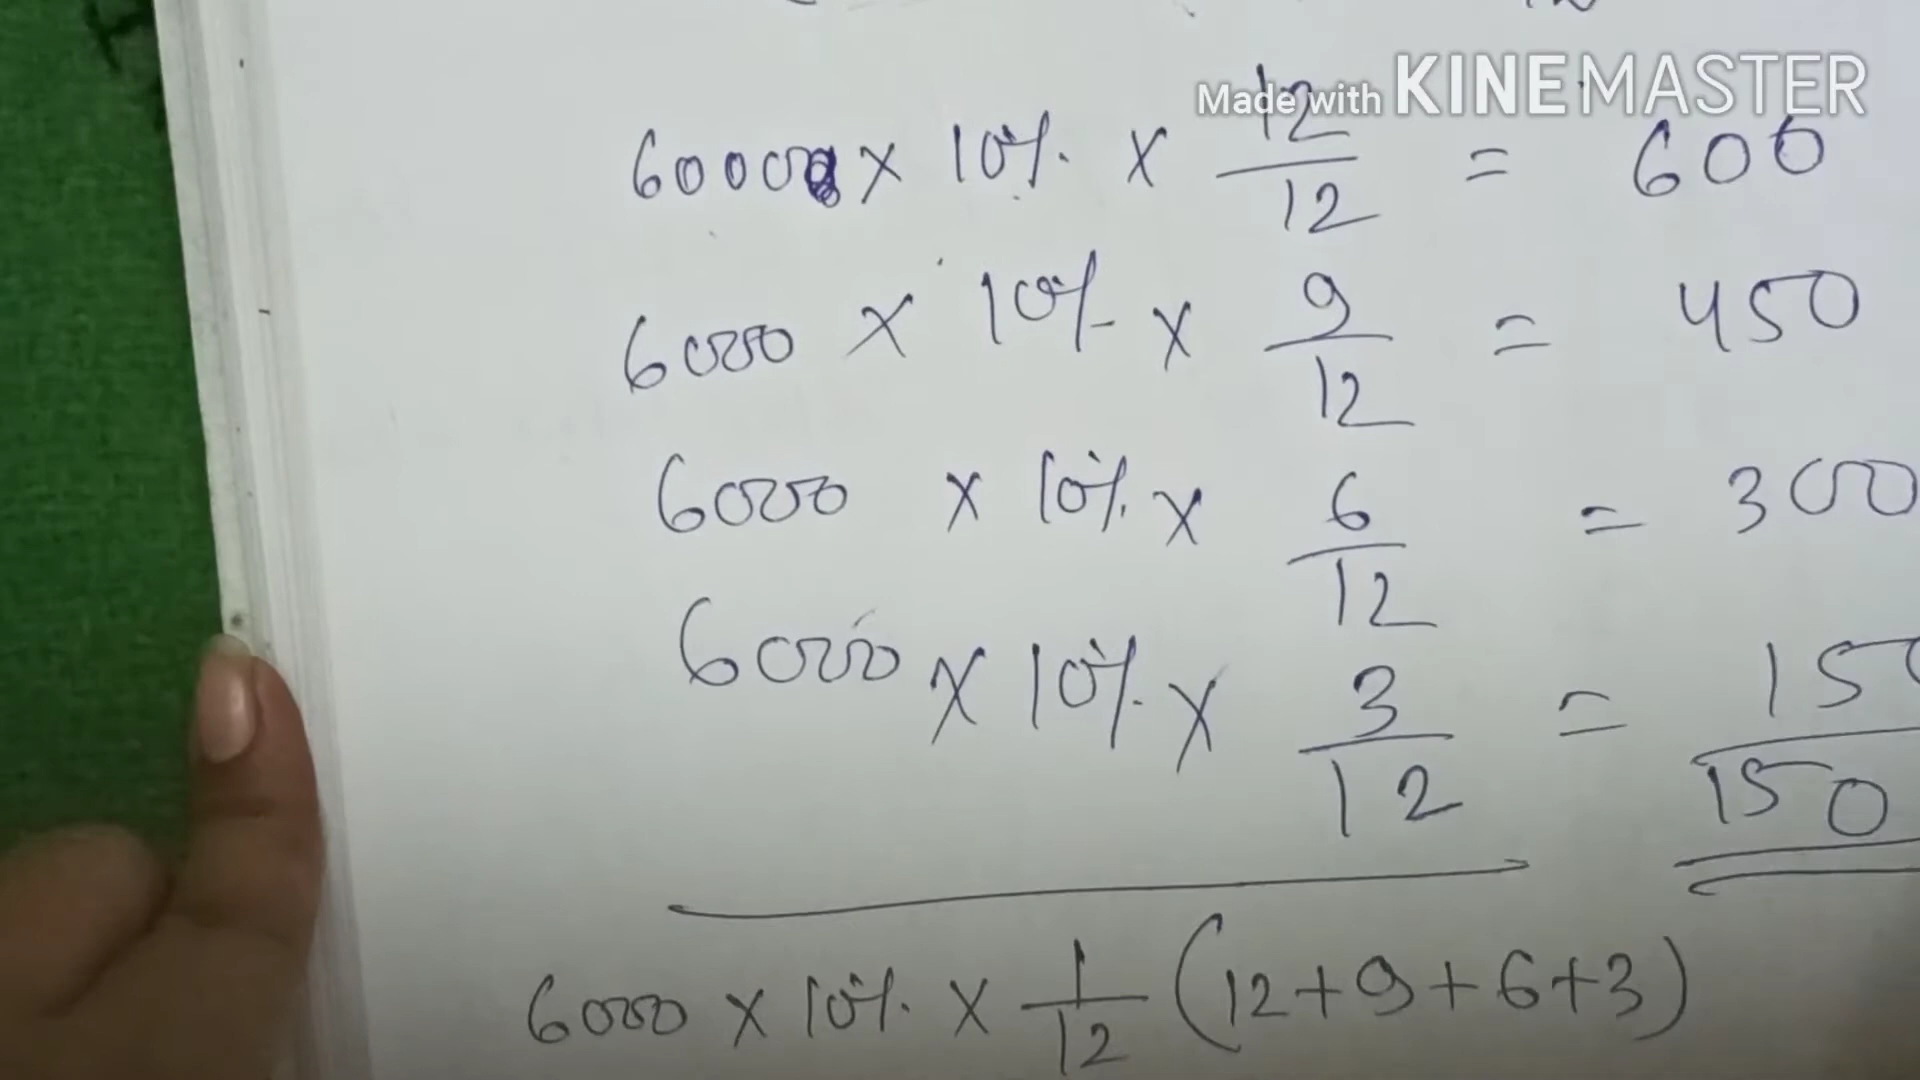 Made with KINEMASTER
6000 x 10% x 12/12 = 600
6000 x 10% x 9/12 = 450
6000 x 10% x 6/12 = 300
6000 x 10% x 3/12 = 150
150
6000 x 10% x 1/12 (12+9+6+3)